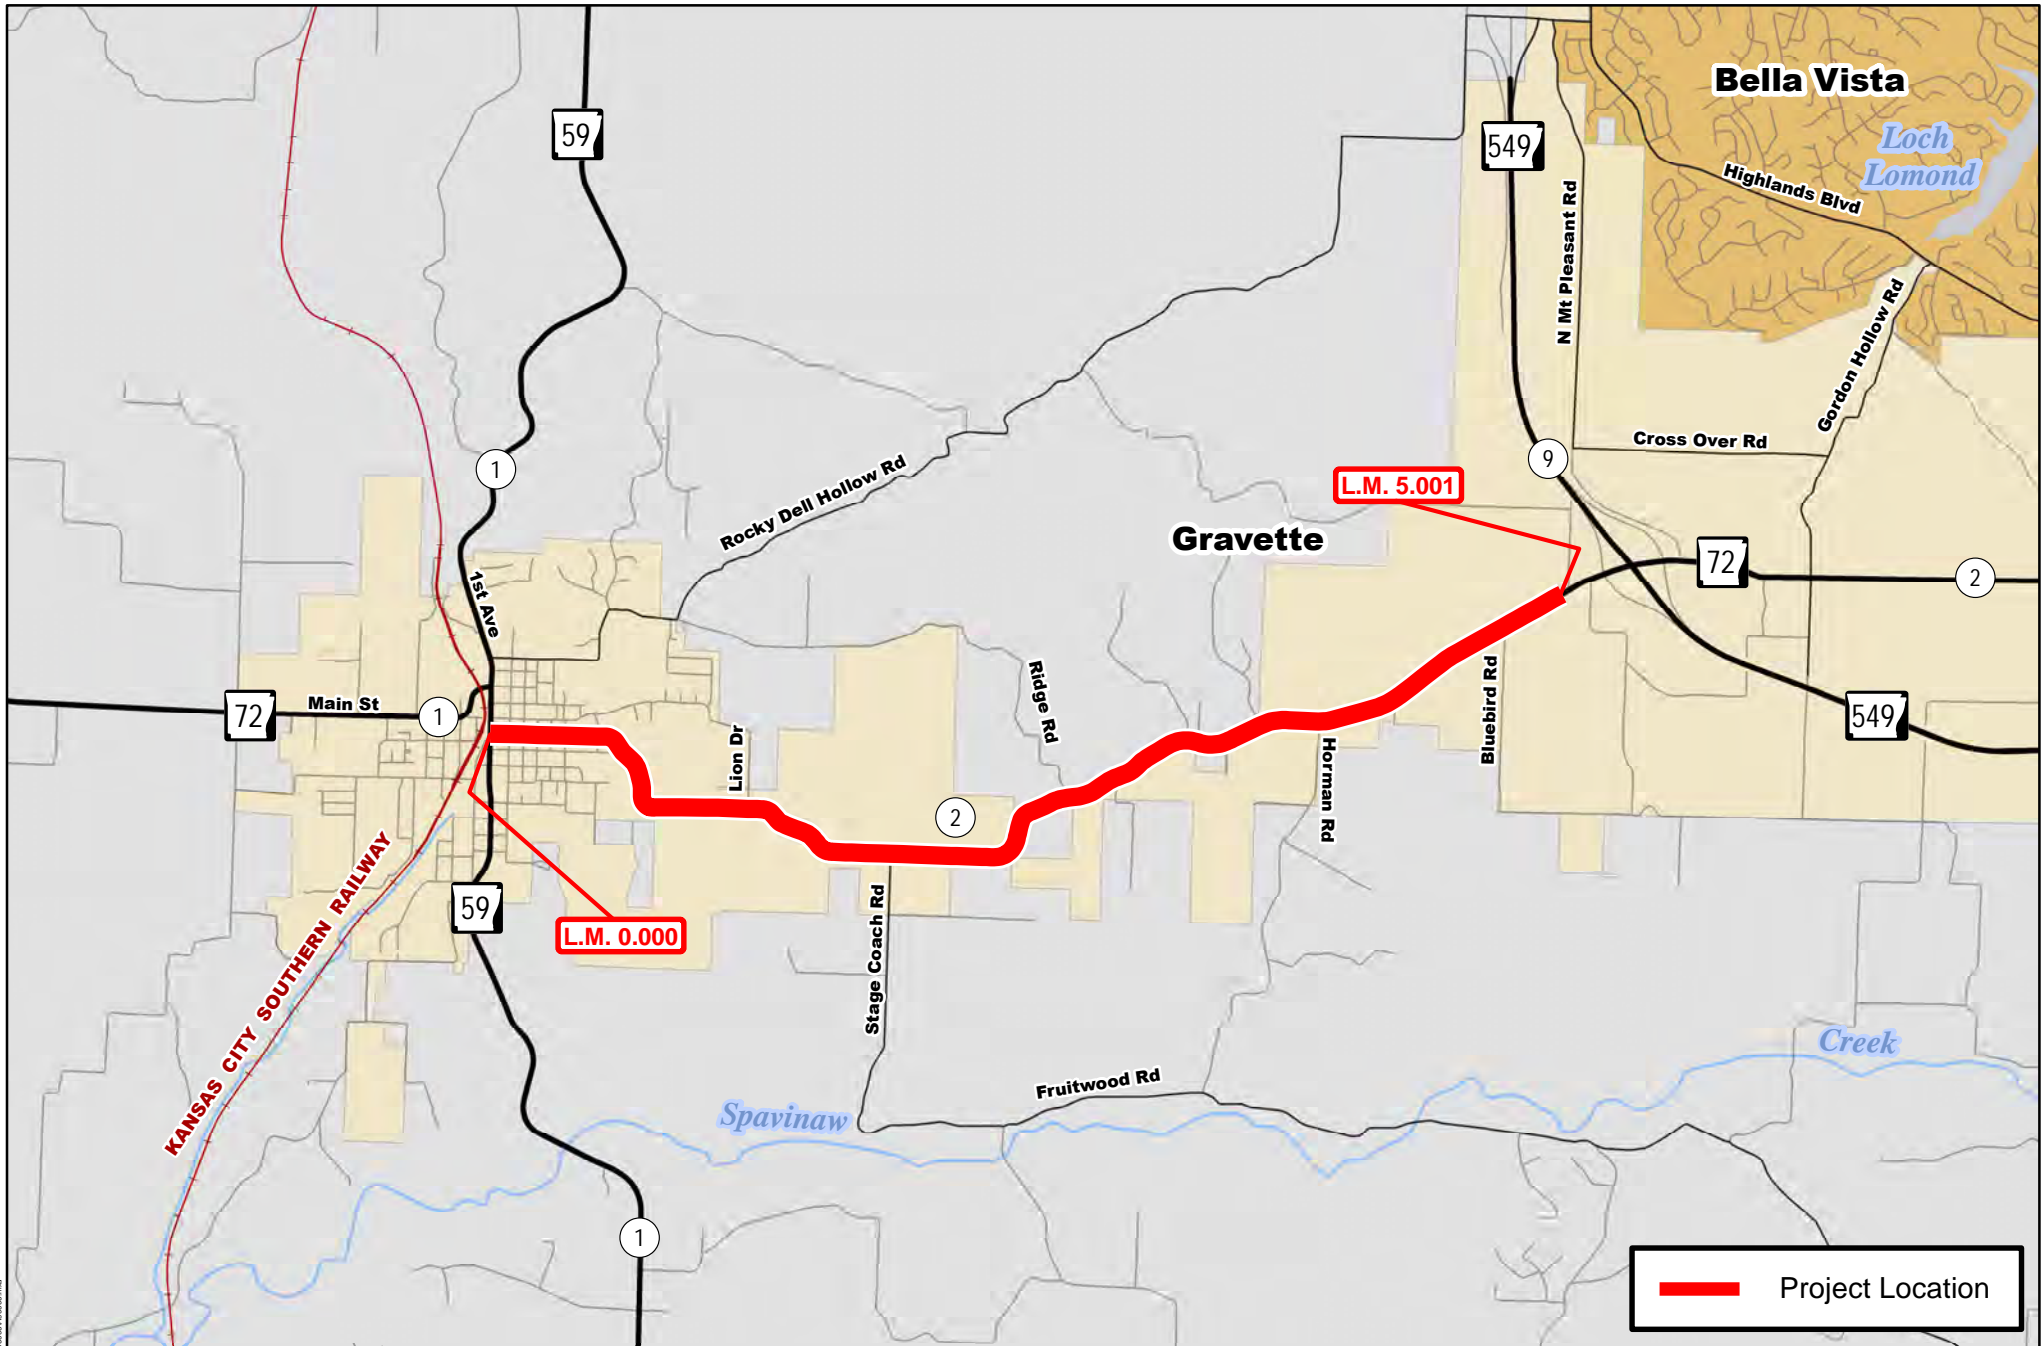 Bella Vista
59
549
Loch
Lomond
Highlands Blvd
N Mt Pleasant Rd
Gordon Hollow Rd
Cross Over Rd
1
9
Rocky Dell Hollow Rd
L.M. 5.001
Gravette
72
2
1st Ave
Ridge Rd
Bluebird Rd
Main St
72
1
549
Lion Dr
Horman Rd
2
KANSAS CITY SOUTHERN RAILWAY
59
L.M. 0.000
Stage Coach Rd
Creek
Fruitwood Rd
Spavinaw
1
Project Location